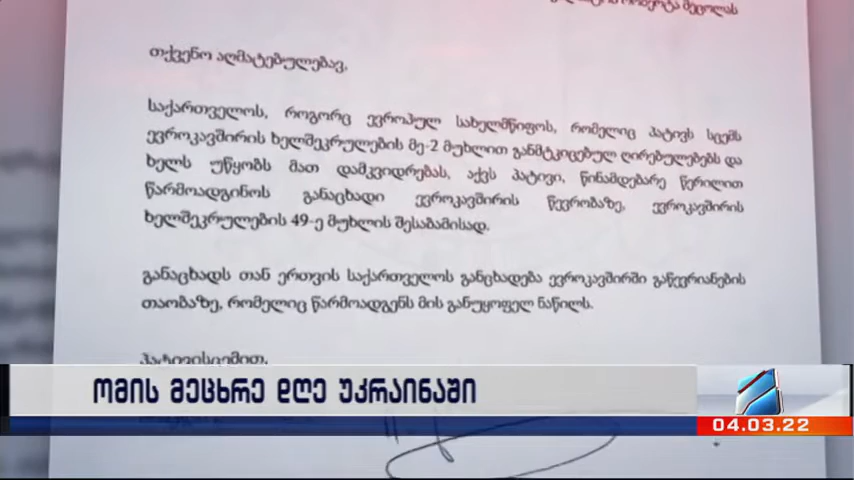 რობერტა მეცოლას
თქვენო აღმატებულებავ,
საქართველოს, როგორც ევროპულ სახელმწიფოს, რომელიც პატივს სცემს
ევროკავშირის ხელშეკრულების მე-2 მუხლით განმტკიცებულ ღირებულებებს და
ხელს უწყობს მათ დამკვიდრებას, აქვს პატივი, წინამდებარე წერილით
წარმოადგინოს განაცხადი ევროკავშირის წევრობაზე, ევროკავშირის
ხელშეკრულების 49-ე მუხლის შესაბამისად.
განაცხადს თან ერთვის საქართველოს განცხადება ევროკავშირში გაწევრიანების
თაობაზე, რომელიც წარმოადგენს მის განუყოფელ ნაწილს.
პატივისცემით,
ომის მეცხრე დღე უკრაინაში
04.03.22